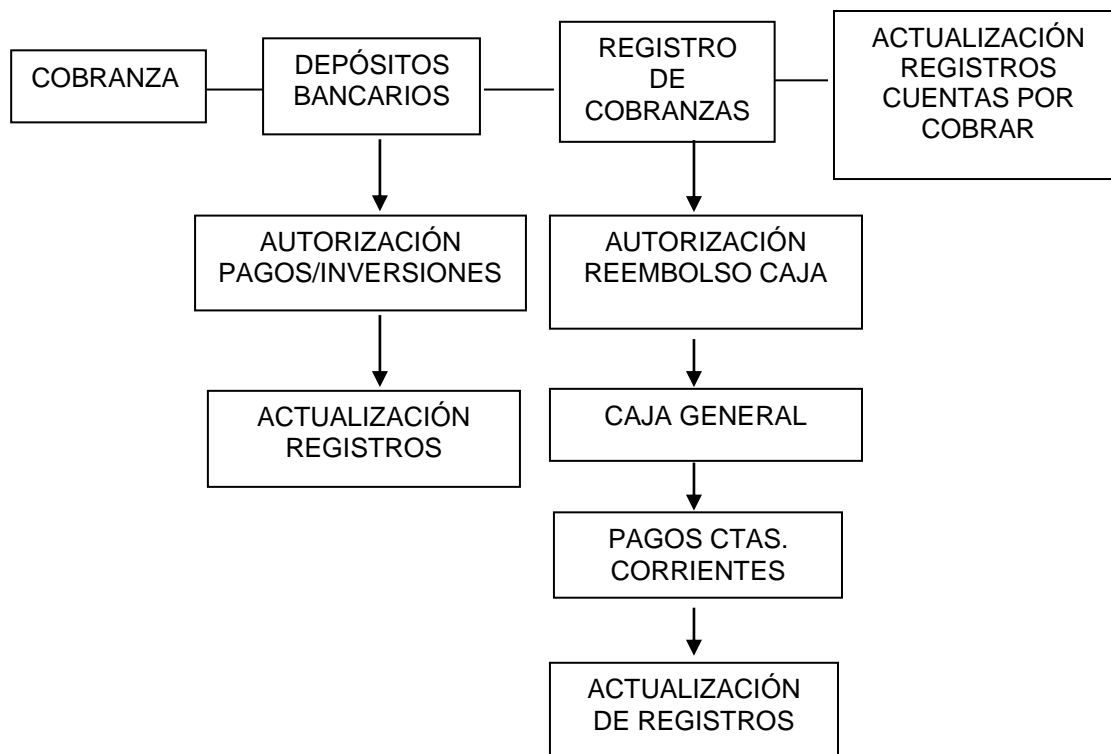 COBRANZA
DEPÓSITOS
BANCARIOS
REGISTRO
DE
COBRANZAS
ACTUALIZACIÓN
REGISTROS
CUENTAS POR
COBRAR
AUTORIZACIÓN
PAGOS/INVERSIONES
AUTORIZACIÓN
REEMBOLSO CAJA
ACTUALIZACIÓN
REGISTROS
CAJA GENERAL
PAGOS CTAS.
CORRIENTES
ACTUALIZACIÓN
DE REGISTROS